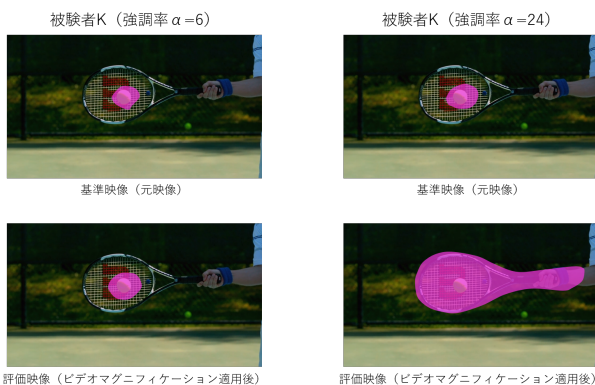 被験者K（強調率α=6）
被験者K（強調率α=24）
基準映像（元映像）
基準映像（元映像）
評価映像（ビデオマグニフィケーション適用後）
評価映像（ビデオマグニフィケーション適用後）